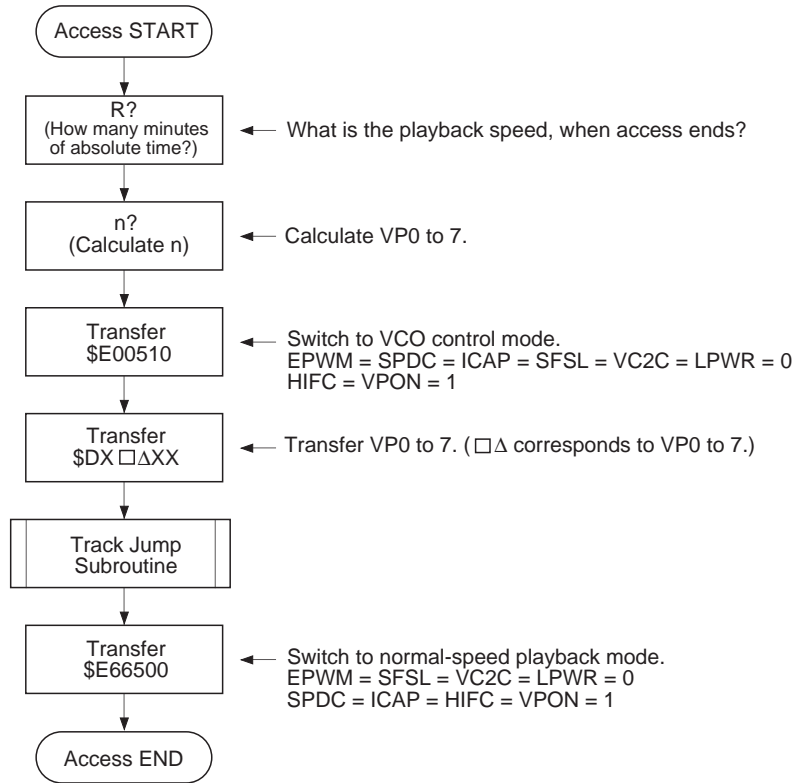 Access START
R?
(How many minutes
of absolute time?)
What is the playback speed, when access ends?
n?
(Calculate n)
Calculate VP0 to 7.
Transfer
$E00510
Switch to VCO control mode.
EPWM = SPDC = ICAP = SFSL = VC2C = LPWR = 0
HIFC = VPON = 1
Transfer
$DX □∆XX
Transfer VP0 to 7. ( □∆ corresponds to VP0 to 7.)
Track Jump
Subroutine
Transfer
$E66500
Switch to normal-speed playback mode.
EPWM = SFSL = VC2C = LPWR = 0
SPDC = ICAP = HIFC = VPON = 1
Access END